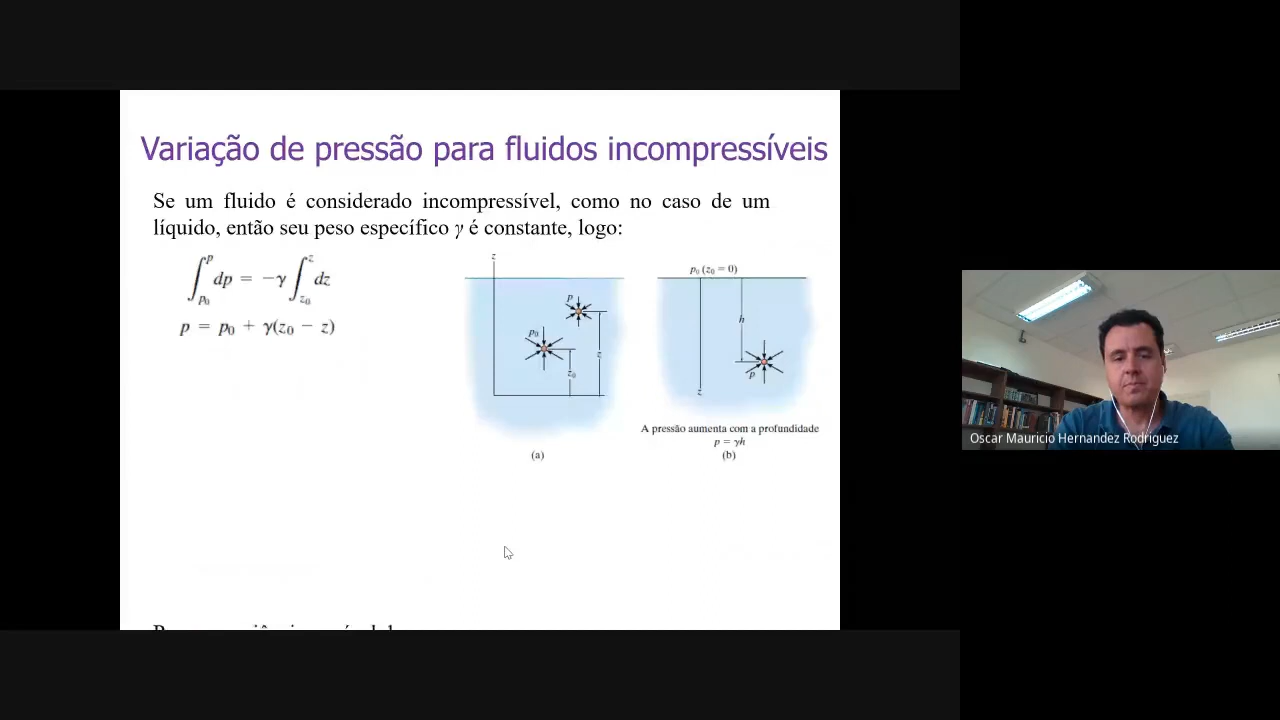 Variação de pressão para fluidos incompressíveis
Se um fluido é considerado incompressível, como no caso de um
líquido, então seu peso específico γ é constante, logo:
∫p₀^p dp = −γ ∫z₀^z dz
p = p₀ + γ(z₀ − z)
z
p
p₀
z
z₀
(a)
p₀ (z₀ = 0)
h
p
z
A pressão aumenta com a profundidade
p = γh
(b)
Oscar Mauricio Hernandez Rodriguez